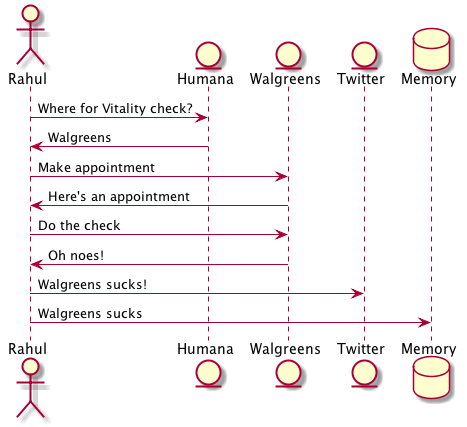 Rahul Humana Walgreens Twitter Memory
Where for Vitality check?
Walgreens
Make appointment
Here's an appointment
Do the check
Oh noes!
Walgreens sucks!
Walgreens sucks
Rahul Humana Walgreens Twitter Memory